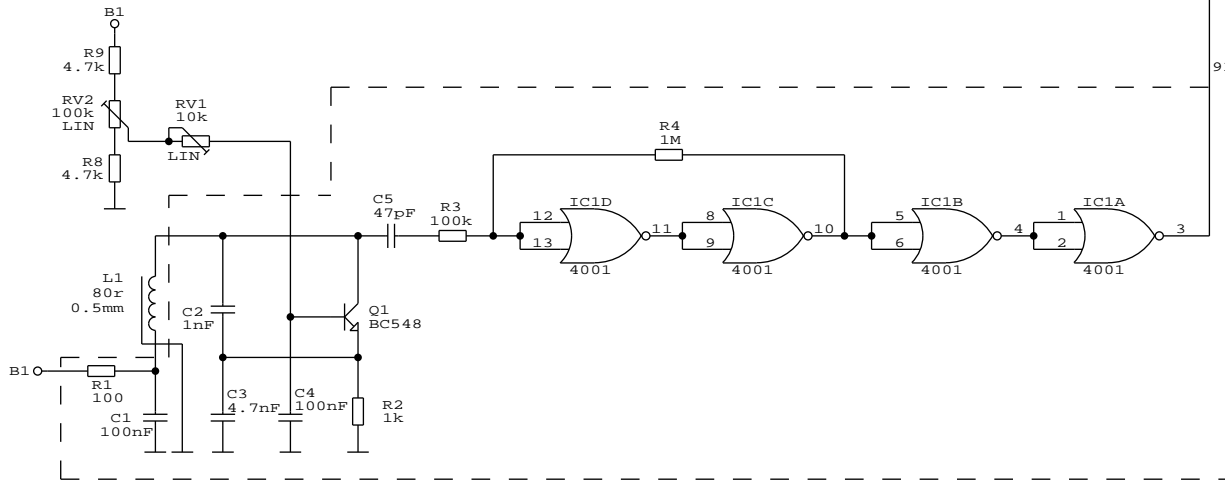 B1
R9
4.7k
RV2
100k
LIN
RV1
10k
LIN
R8
4.7k
R4
1M
C5
47pF
R3
100k
IC1D
12
13
11
4001
IC1C
8
9
10
4001
IC1B
5
6
4
4001
IC1A
1
2
3
4001
L1
80r
0.5mm
C2
1nF
Q1
BC548
B1
R1
100
C1
100nF
C3
4.7nF
C4
100nF
R2
1k